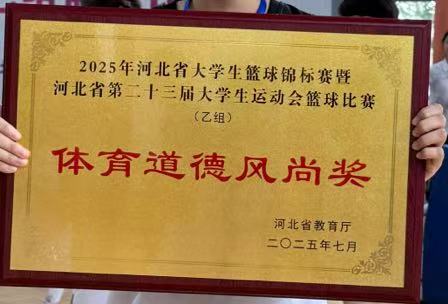 2025年河北省大学生篮球锦标赛暨
河北省第二十三届大学生运动会篮球比赛
（乙组）
体育道德风尚奖
河北省教育厅
二〇二五年七月